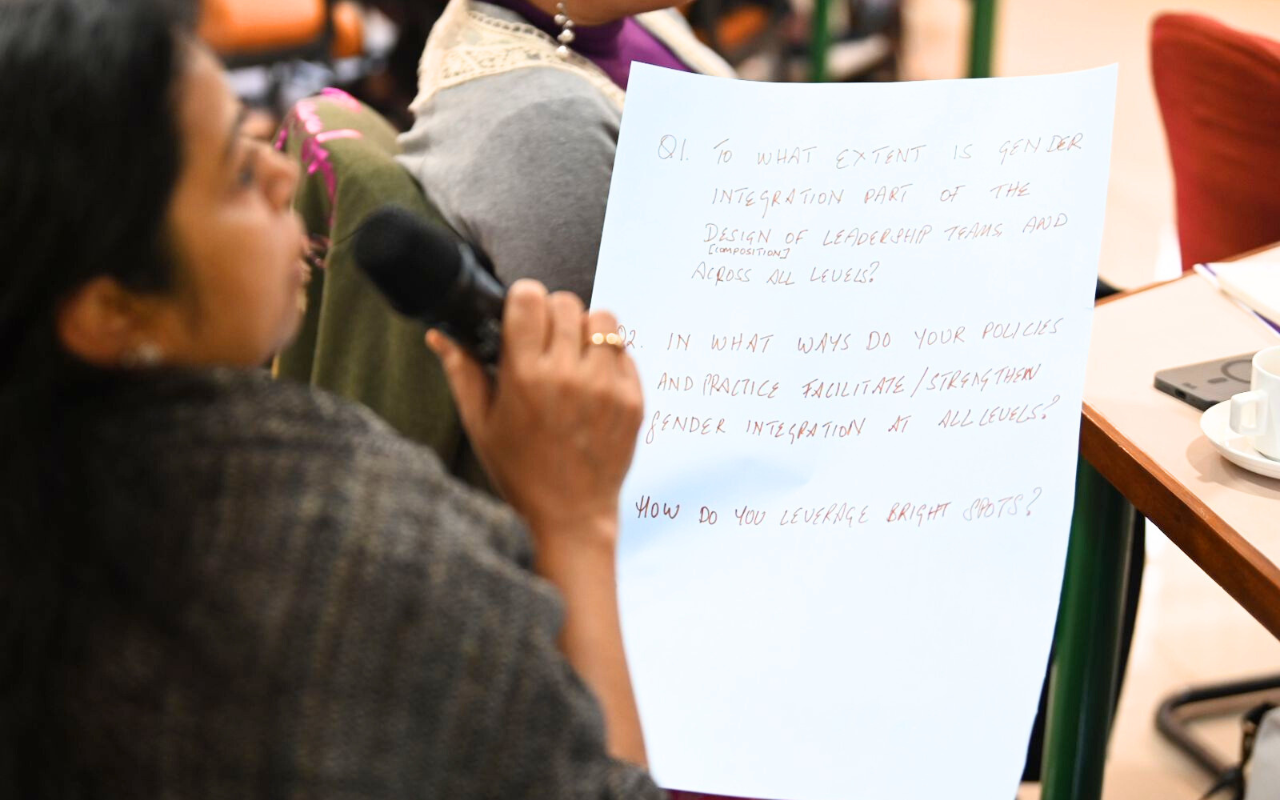 Q1. TO WHAT EXTENT IS GENDER
INTEGRATION PART OF THE
DESIGN OF LEADERSHIP TEAMS AND
[COMPOSITION]
ACROSS ALL LEVELS?
Q2. IN WHAT WAYS DO YOUR POLICIES
AND PRACTICE FACILITATE/STRENGTHEN
GENDER INTEGRATION AT ALL LEVELS?
HOW DO YOU LEVERAGE BRIGHT SPOTS?